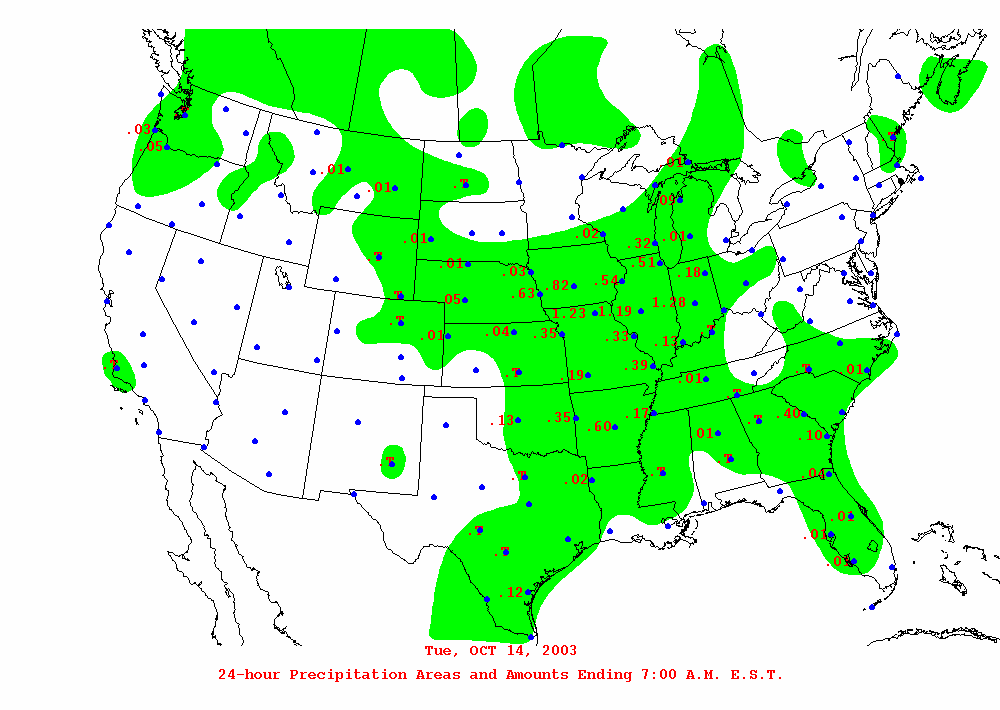 .T
.03
.05
.01
.01
.T
.01
.09
.02
.01
.01
.32
.T
.01
.51
.03
.18
.54
.82
.63
.T
.05
1.28
1.19
1.23
.T
.T
.04
.01
.35
.33
.13
.T
.39
.T
.01
.T
.19
.01
.T
.17
.40
.T
.35
.13
.60
.01
.10
.T
.T
.T
.T
.04
.02
.01
.T
.01
.T
.01
.12
Tue, OCT 14, 2003
24-hour Precipitation Areas and Amounts Ending 7:00 A.M. E.S.T.